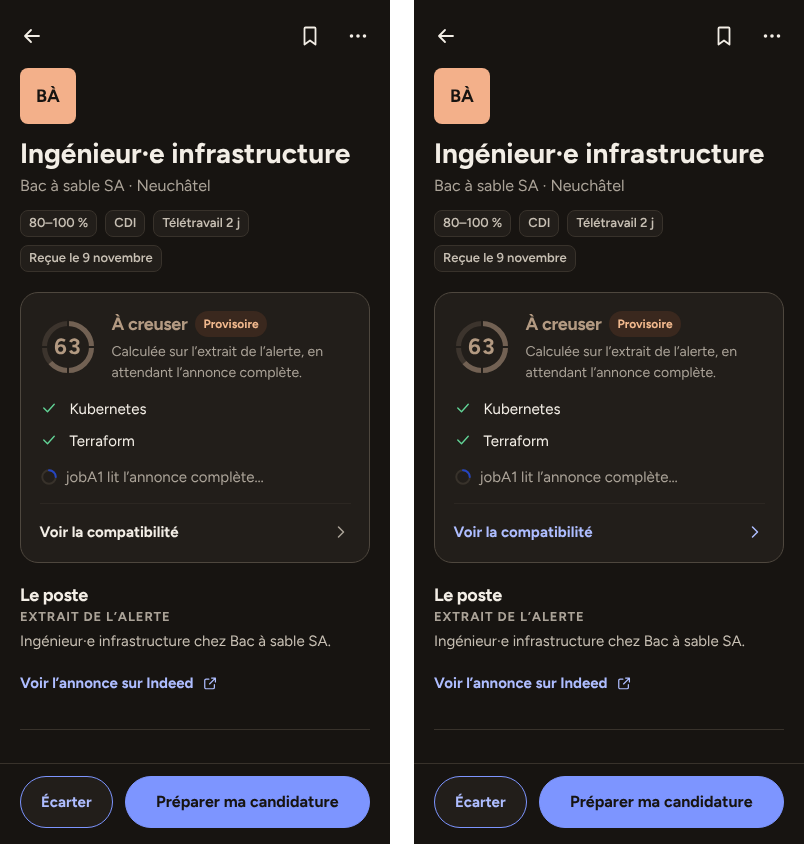 BÀ
Ingénieur·e infrastructure
Bac à sable SA · Neuchâtel
80–100 %
CDI
Télétravail 2 j
Reçue le 9 novembre
63
À creuser
Provisoire
Calculée sur l’extrait de l’alerte, en
attendant l’annonce complète.
Kubernetes
Terraform
jobA1 lit l’annonce complète…
Voir la compatibilité
Le poste
EXTRAIT DE L’ALERTE
Ingénieur·e infrastructure chez Bac à sable SA.
Voir l’annonce sur Indeed
Écarter
Préparer ma candidature
BÀ
Ingénieur·e infrastructure
Bac à sable SA · Neuchâtel
80–100 %
CDI
Télétravail 2 j
Reçue le 9 novembre
63
À creuser
Provisoire
Calculée sur l’extrait de l’alerte, en
attendant l’annonce complète.
Kubernetes
Terraform
jobA1 lit l’annonce complète…
Voir la compatibilité
Le poste
EXTRAIT DE L’ALERTE
Ingénieur·e infrastructure chez Bac à sable SA.
Voir l’annonce sur Indeed
Écarter
Préparer ma candidature